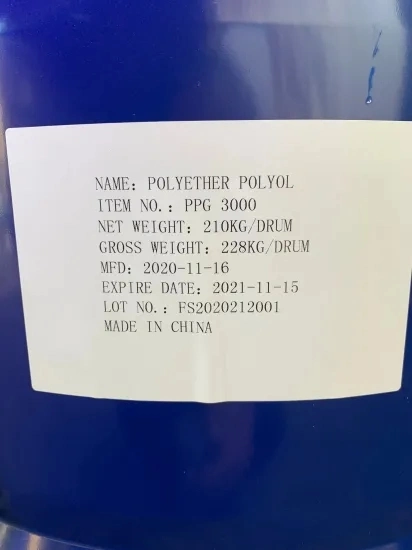 NAME: POLYETHER POLYOL
ITEM NO.: PPG 3000
NET WEIGHT: 210KG/DRUM
GROSS WEIGHT: 228KG/DRUM
MFD: 2020-11-16
EXPIRE DATE: 2021-11-15
LOT NO.: FS2020212001
MADE IN CHINA